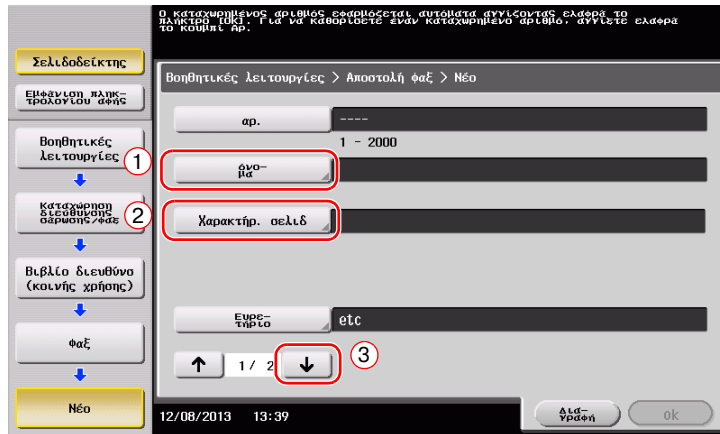 Ο καταχωρημένος αριθμός εφαρμόζεται αυτόματα αγγίζοντας ελαφρά το
πλήκτρο [OK]. Για να καθορίσετε έναν καταχωρημένο αριθμό, αγγίξτε ελαφρά
το κουμπί Αρ.
Σελιδοδείκτης
Εμφάνιση πληκ-
τρολογίου αφής
Βοηθητικές λειτουργίες > Αποστολή φαξ > Νέο
αρ.
----
1 - 2000
Βοηθητικές
λειτουργίες
1
όνο-
μα
Καταχώρηση
διεύθυνσης
σάρωσης/φαξ
2
Χαρακτήρ. σελιδ
Βιβλίο διευθύνσ
(κοινής χρήσης)
Ευρε-
τήριο
etc
φαξ
1/ 2
3
Νέο
12/08/2013 13:39
Δια-
γραφή
ok